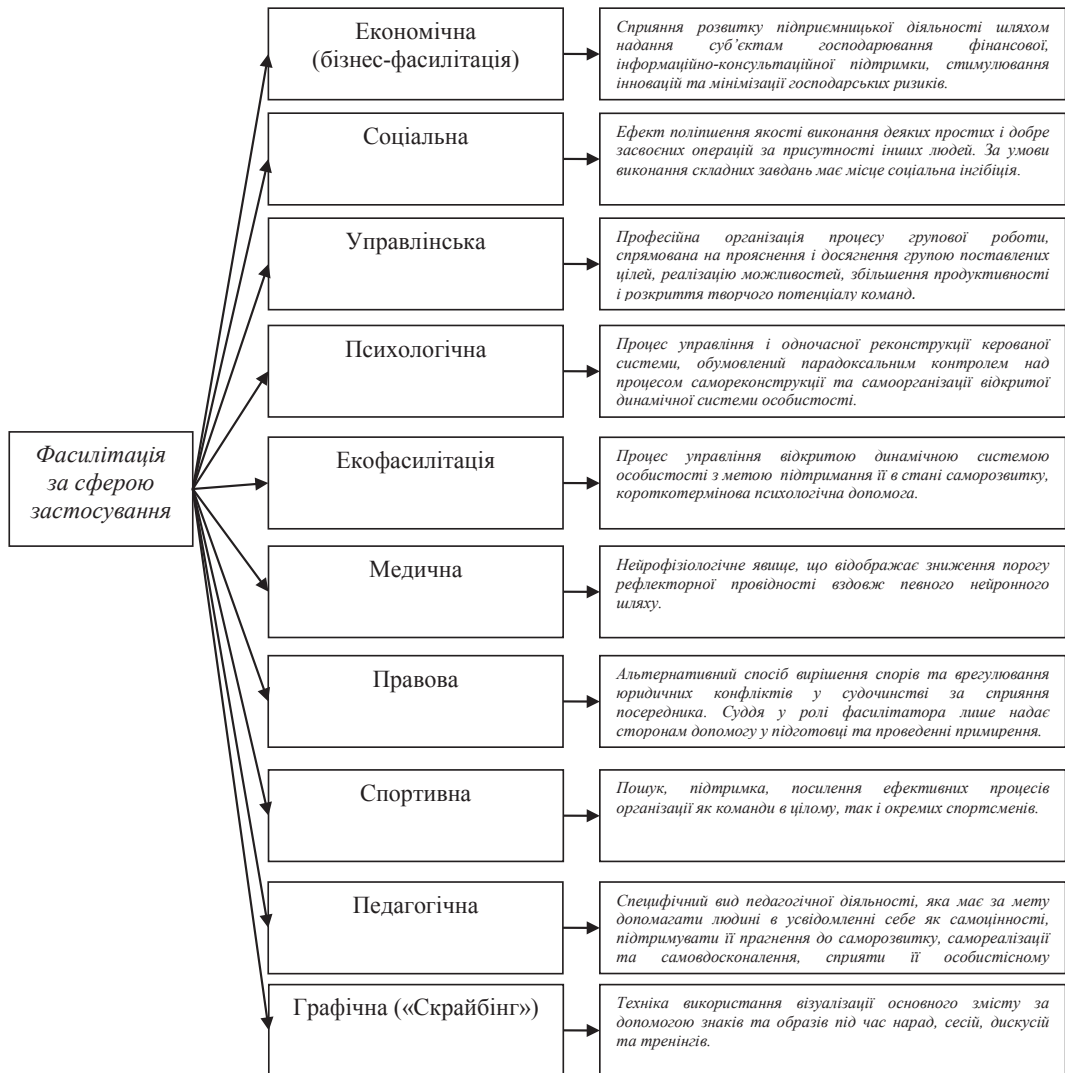 Фасилітація
за сферою
застосування
Економічна
(бізнес-фасилітація)
Сприяння розвитку підприємницької діяльності шляхом
надання суб’єктам господарювання фінансової,
інформаційно-консультаційної підтримки, стимулювання
інновацій та мінімізації господарських ризиків.
Соціальна
Ефект поліпшення якості виконання деяких простих і добре
засвоєних операцій за присутності інших людей. За умови
виконання складних завдань має місце соціальна інгібіція.
Управлінська
Професійна організація процесу групової роботи,
спрямована на прояснення і досягнення групою поставлених
цілей, реалізацію можливостей, збільшення продуктивності
і розкриття творчого потенціалу команд.
Психологічна
Процес управління і одночасної реконструкції керованої
системи, обумовлений парадоксальним контролем над
процесом самореконструкції та самоорганізації відкритої
динамічної системи особистості.
Екофасилітація
Процес управління відкритою динамічною системою
особистості з метою підтримання її в стані саморозвитку,
короткотермінова психологічна допомога.
Медична
Нейрофізіологічне явище, що відображає зниження порогу
рефлекторної провідності вздовж певного нейронного
шляху.
Правова
Альтернативний спосіб вирішення спорів та врегулювання
юридичних конфліктів у судочинстві за сприяння
посередника. Суддя у ролі фасилітатора лише надає
сторонам допомогу у підготовці та проведенні примирення.
Спортивна
Пошук, підтримка, посилення ефективних процесів
організації як команди в цілому, так і окремих спортсменів.
Педагогічна
Специфічний вид педагогічної діяльності, яка має за мету
допомагати людині в усвідомленні себе як самоцінності,
підтримувати її прагнення до саморозвитку, самореалізації
та самовдосконалення, сприяти її особистісному
Графічна («Скрайбінг»)
Техніка використання візуалізації основного змісту за
допомогою знаків та образів під час нарад, сесій, дискусій
та тренінгів.